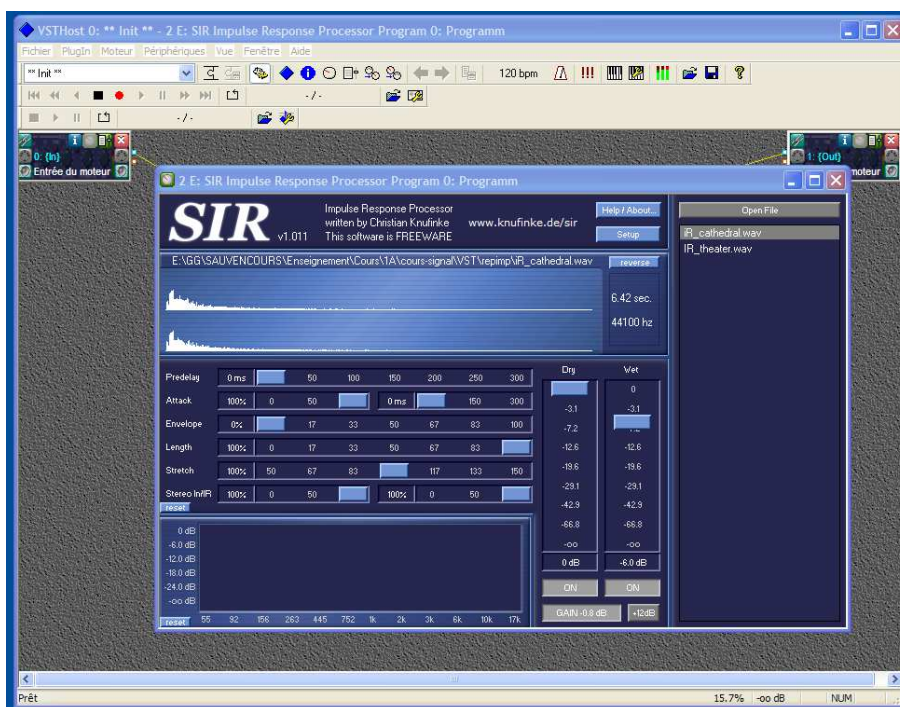 VSTHost 0: ** Init ** - 2 E: SIR Impulse Response Processor Program 0: Programm
Fichier PlugIn Moteur Périphériques Vue Fenêtre Aide
** Init ** 120 bpm
- / -
- / -
0: {In}
Entrée du moteur
1: {Out}
moteur
2 E: SIR Impulse Response Processor Program 0: Programm
SIR v1.011
Impulse Response Processor
written by Christian Knufinke
This software is FREEWARE
www.knufinke.de/sir
Help / About...
Setup
Open File
iR_cathedral.wav
IR_theater.wav
E:\GG\SAUVENCOURS\Enseignement\Cours\1A\cours-signal\VST\repimp\iR_cathedral.wav
reverse
6.42 sec.
44100 hz
Predelay 0 ms 50 100 150 200 250 300
Attack 100% 0 50 0 ms 150 300
Envelope 0% 17 33 50 67 83 100
Length 100% 0 17 33 50 67 83
Stretch 100% 50 67 83 117 133 150
Stereo In/IR 100% 0 50 100% 0 50
reset
Dry Wet
0
-3.1 -3.1
-7.2
-12.6 -12.6
-19.6 -19.6
-29.1 -29.1
-42.9 -42.9
-66.8 -66.8
-oo -oo
0 dB -6.0 dB
ON ON
GAIN -0.8 dB +12dB
0 dB
-6.0 dB
-12.0 dB
-18.0 dB
-24.0 dB
-oo dB
reset 55 92 156 263 445 752 1k 2k 3k 6k 10k 17k
Prêt 15.7% -oo dB NUM